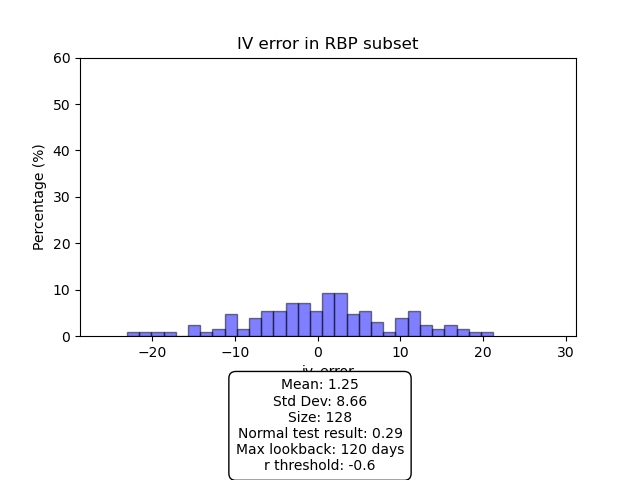 IV error in RBP subset
60
50
40
30
20
10
0
Percentage (%)
−20
−10
0
10
20
30
iv_error
Mean: 1.25
Std Dev: 8.66
Size: 128
Normal test result: 0.29
Max lookback: 120 days
r threshold: -0.6